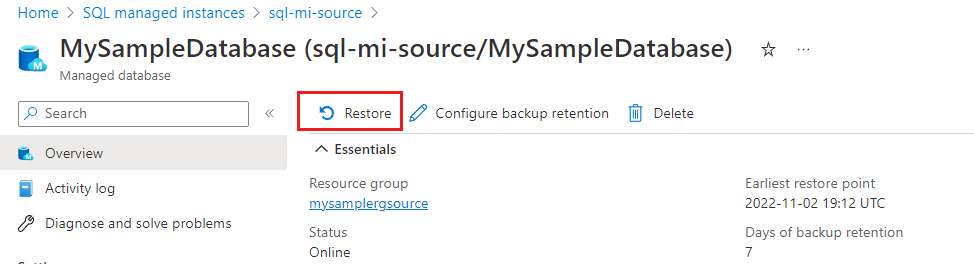 Home > SQL managed instances > sql-mi-source >
MySampleDatabase (sql-mi-source/MySampleDatabase)
Managed database
Search
Restore
Configure backup retention
Delete
Overview
Activity log
Diagnose and solve problems
Essentials
Resource group
mysamplergsource
Status
Online
Earliest restore point
2022-11-02 19:12 UTC
Days of backup retention
7